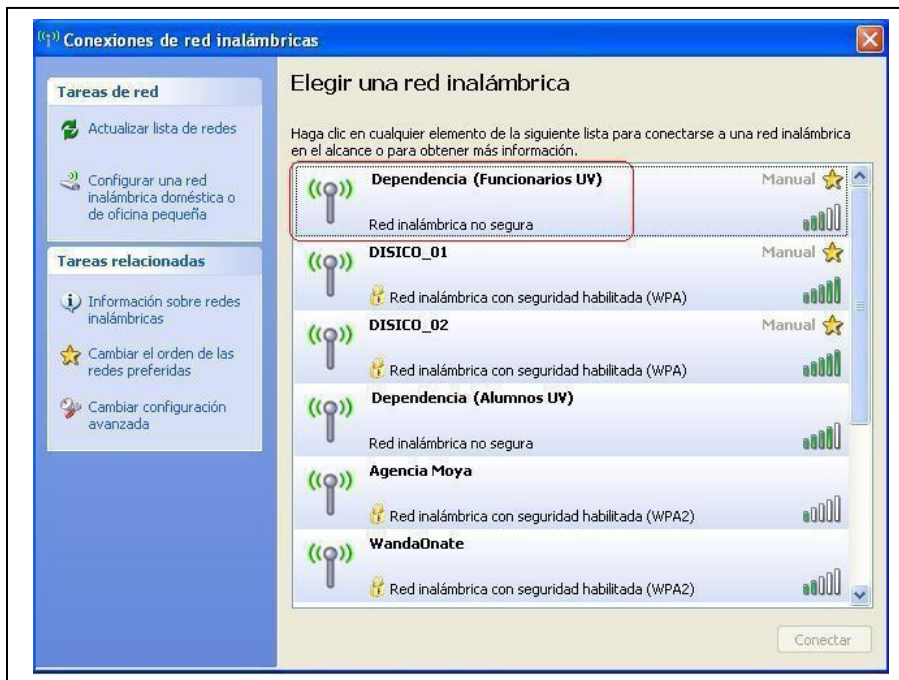 Conexiones de red inalámbricas
Tareas de red
Actualizar lista de redes
Configurar una red
inalámbrica doméstica o
de oficina pequeña
Tareas relacionadas
Información sobre redes
inalámbricas
Cambiar el orden de las
redes preferidas
Cambiar configuración
avanzada
Elegir una red inalámbrica
Haga clic en cualquier elemento de la siguiente lista para conectarse a una red inalámbrica
en el alcance o para obtener más información.
Dependencia (Funcionarios UV) Manual
Red inalámbrica no segura
DISICO_01 Manual
Red inalámbrica con seguridad habilitada (WPA)
DISICO_02 Manual
Red inalámbrica con seguridad habilitada (WPA)
Dependencia (Alumnos UV)
Red inalámbrica no segura
Agencia Moya
Red inalámbrica con seguridad habilitada (WPA2)
WandaOnate
Red inalámbrica con seguridad habilitada (WPA2)
Conectar